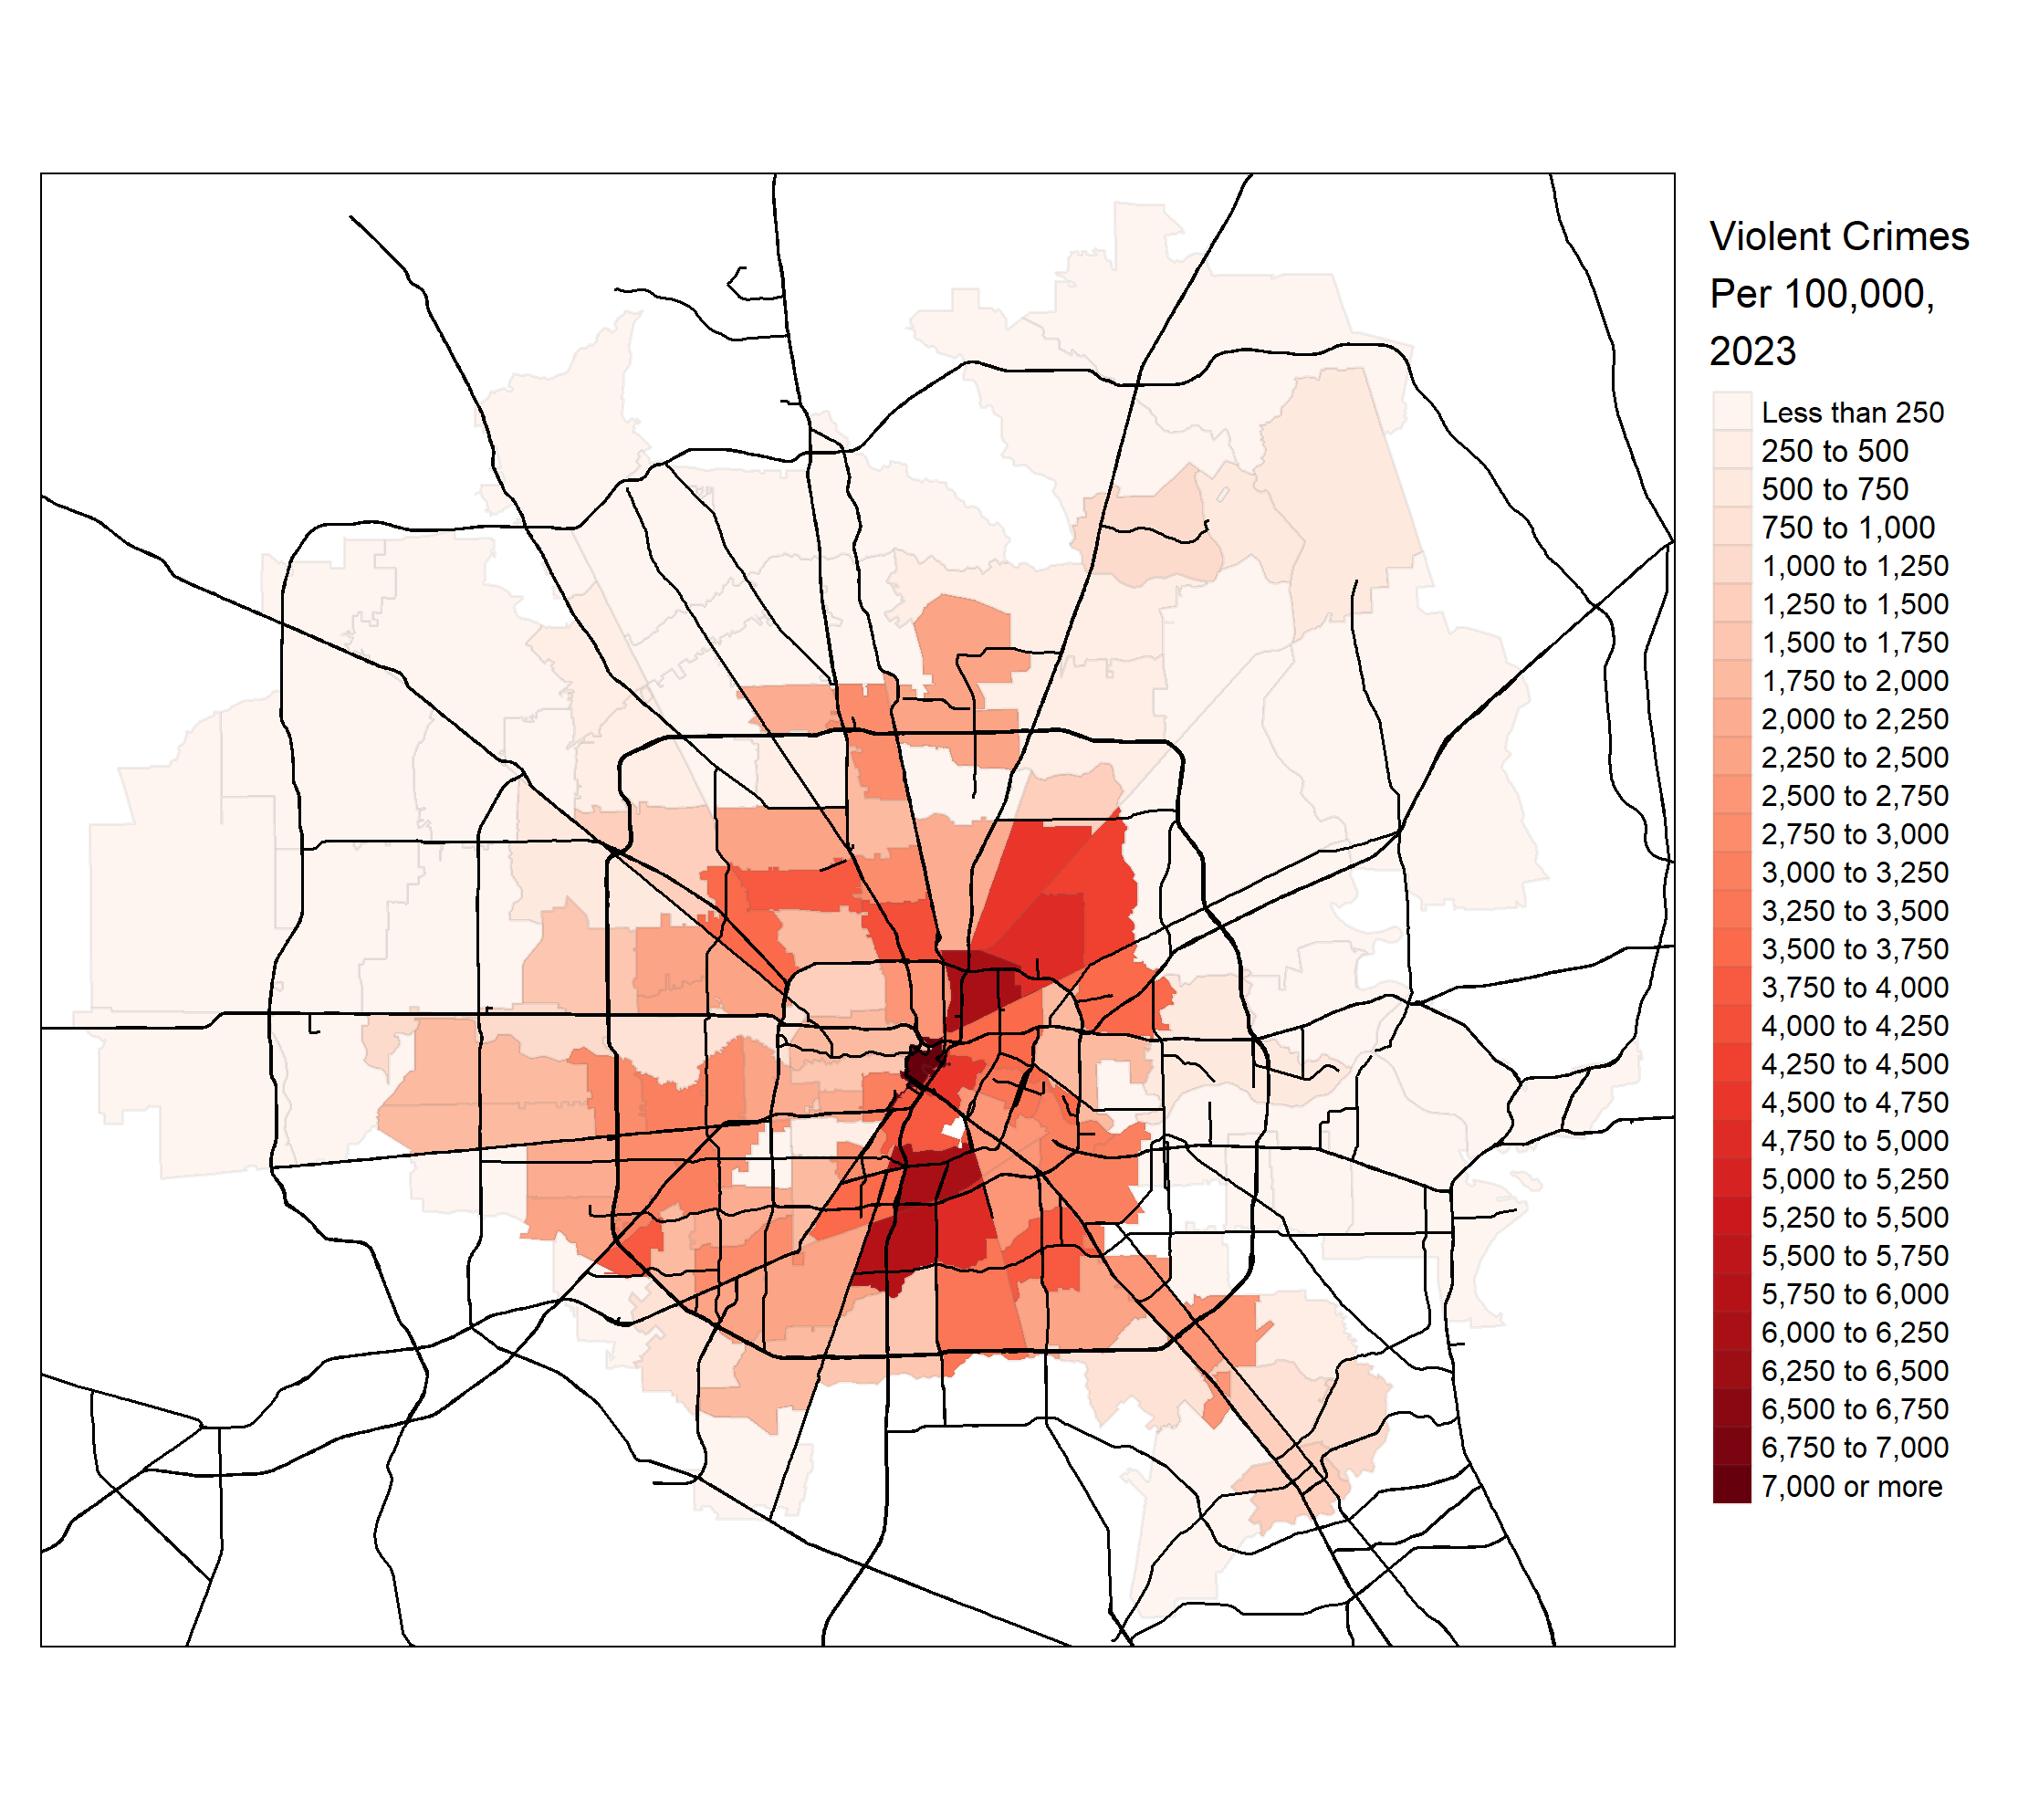 Violent Crimes
Per 100,000,
2023
Less than 250
250 to 500
500 to 750
750 to 1,000
1,000 to 1,250
1,250 to 1,500
1,500 to 1,750
1,750 to 2,000
2,000 to 2,250
2,250 to 2,500
2,500 to 2,750
2,750 to 3,000
3,000 to 3,250
3,250 to 3,500
3,500 to 3,750
3,750 to 4,000
4,000 to 4,250
4,250 to 4,500
4,500 to 4,750
4,750 to 5,000
5,000 to 5,250
5,250 to 5,500
5,500 to 5,750
5,750 to 6,000
6,000 to 6,250
6,250 to 6,500
6,500 to 6,750
6,750 to 7,000
7,000 or more